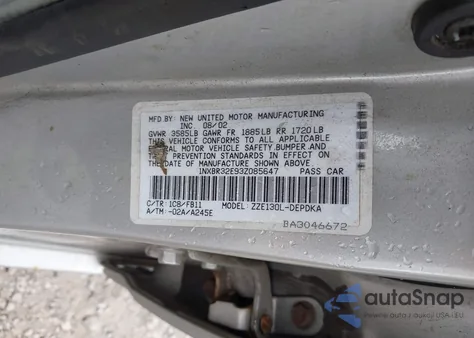 MFD.BY: NEW UNITED MOTOR MANUFACTURING
INC 08/02
GVWR 3585LB GAWR FR 1885LB RR 1720LB
THIS VEHICLE CONFORMS TO ALL APPLICABLE
FEDERAL MOTOR VEHICLE SAFETY,BUMPER,AND
THEFT PREVENTION STANDARDS IN EFFECT ON
THE DATE OF MANUFACTURE SHOWN ABOVE.
1NXBR32E93Z085647 PASS CAR
C/TR: 1C8/FB11 MODEL: ZZE130L-DEPDKA
A/TM: -02A/A245E
BA3046672
autoSnap